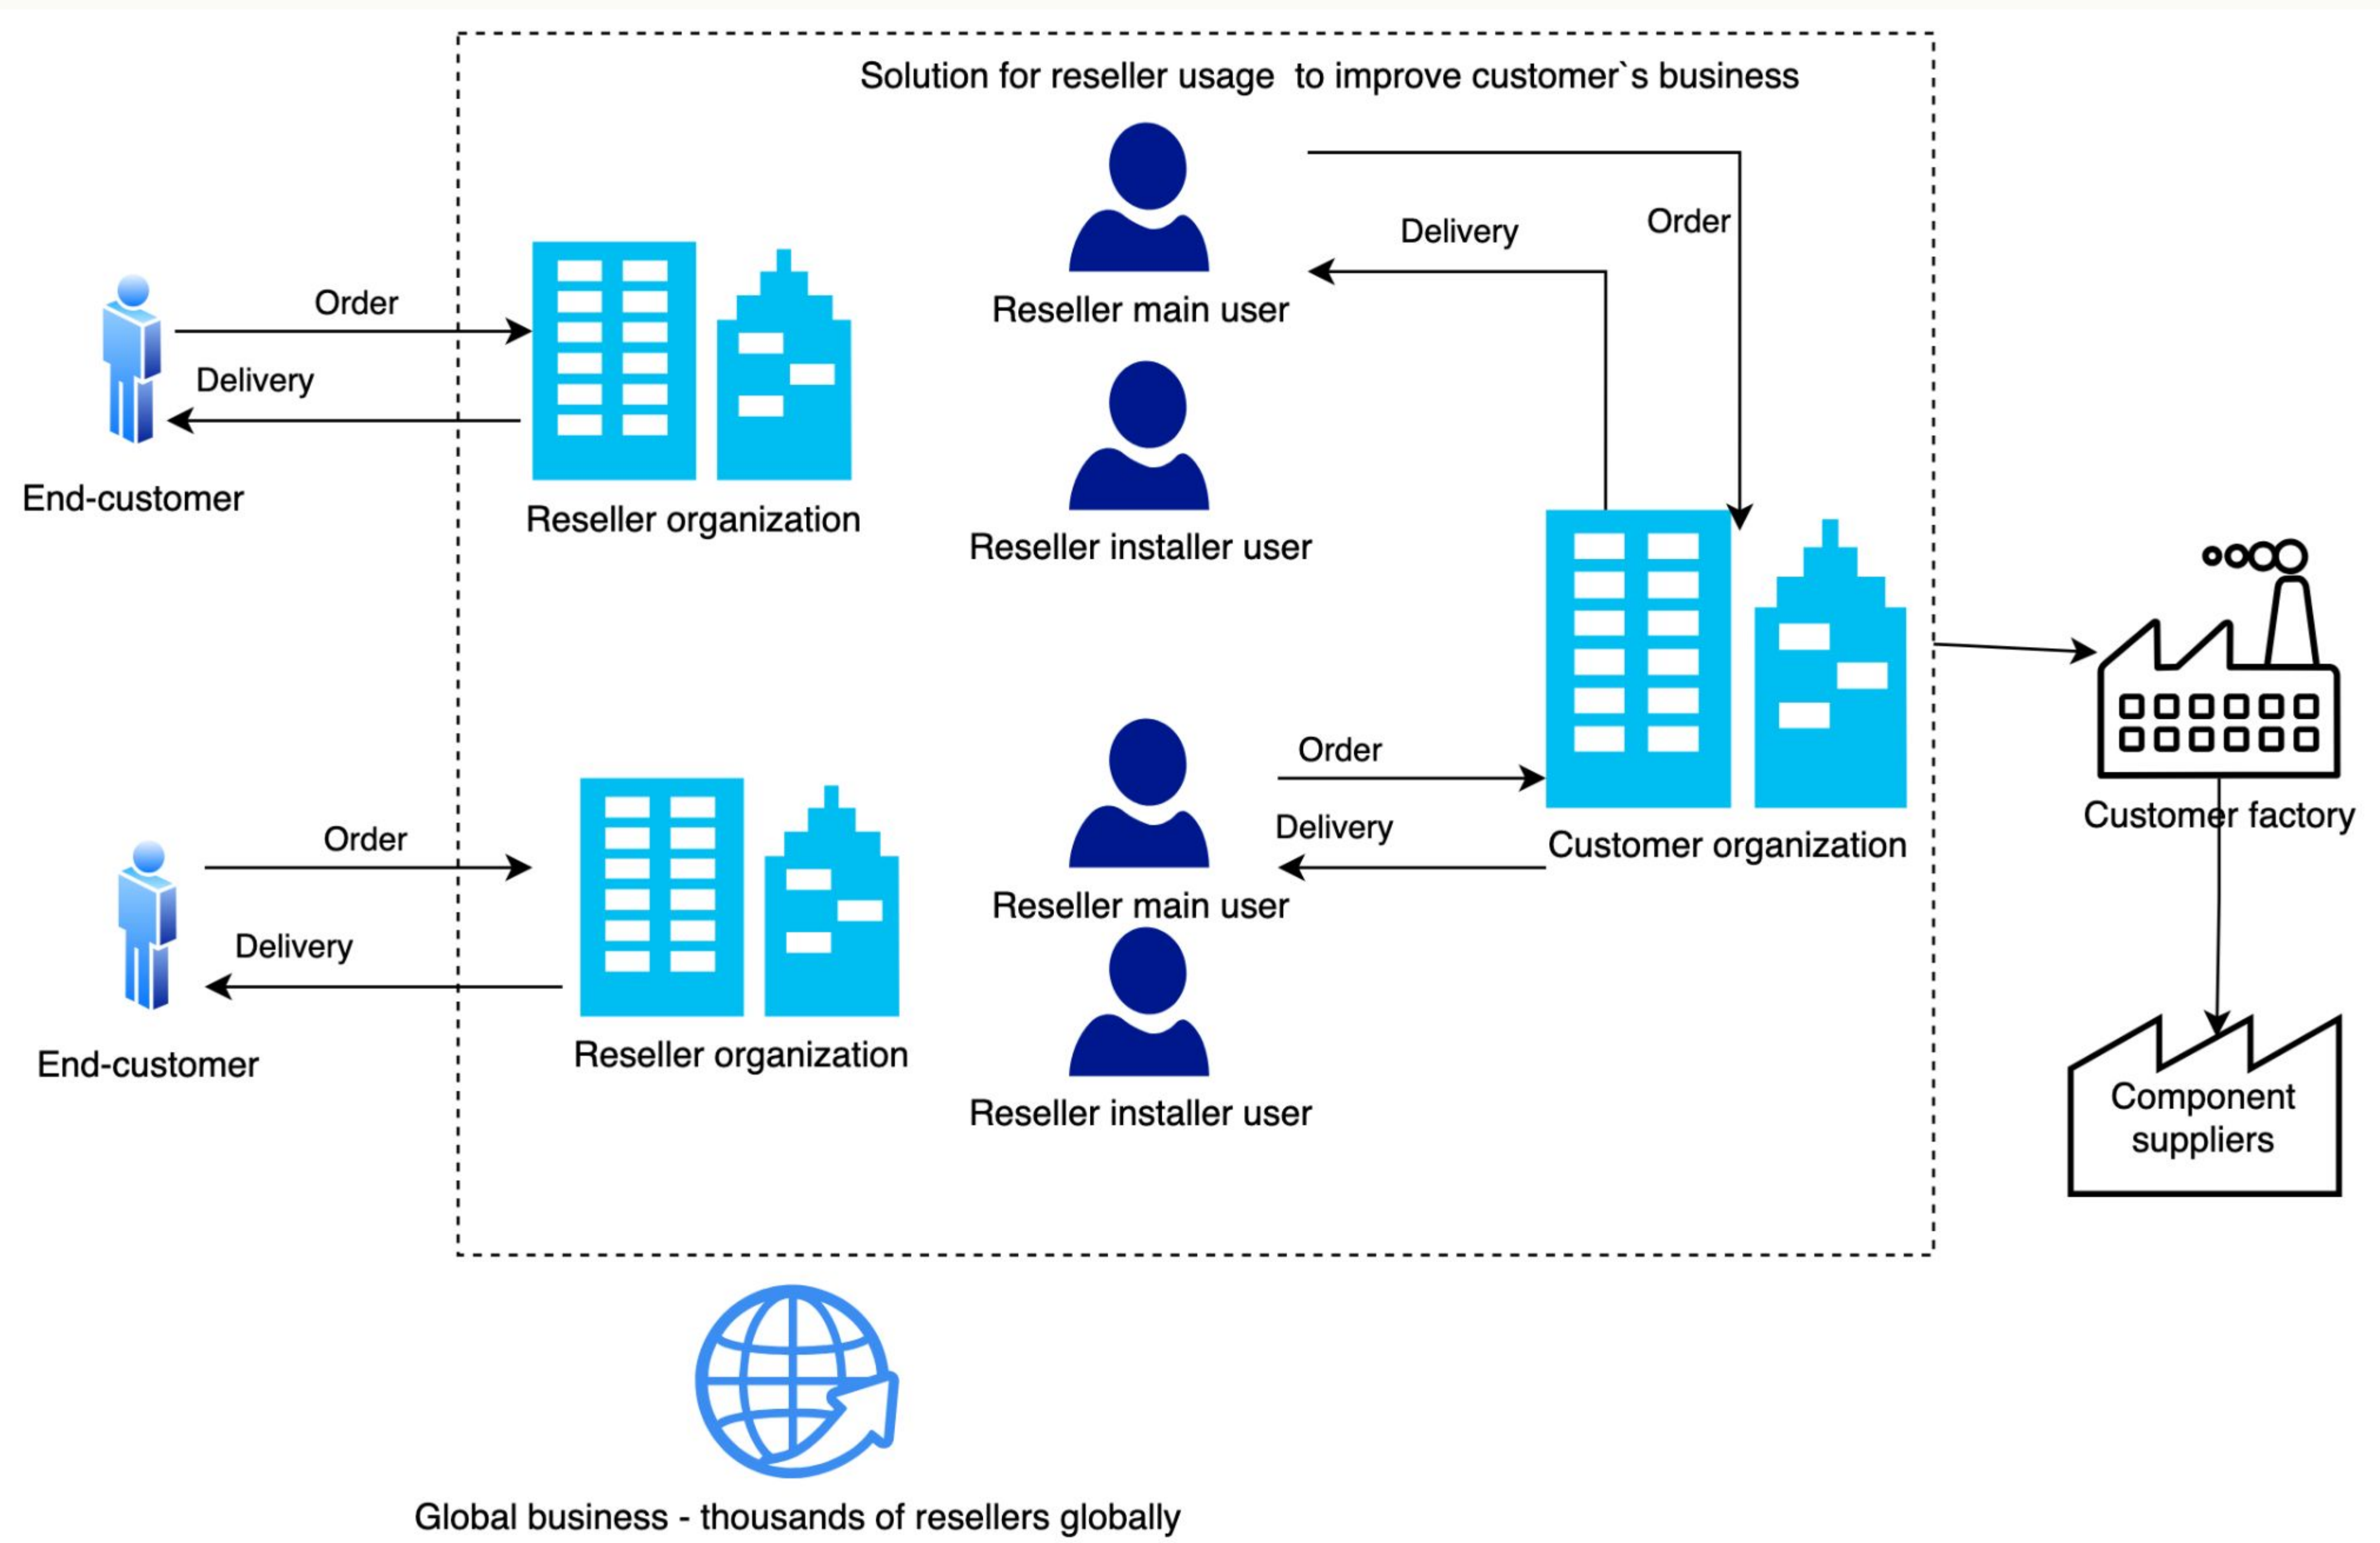 Solution for reseller usage  to improve customer`s business
Order
Delivery
Reseller main user
Order
Delivery
End-customer
Reseller organization
Reseller installer user
Order
Delivery
Customer organization
Customer factory
Order
Delivery
Reseller main user
End-customer
Reseller organization
Reseller installer user
Component
suppliers
Global business - thousands of resellers globally